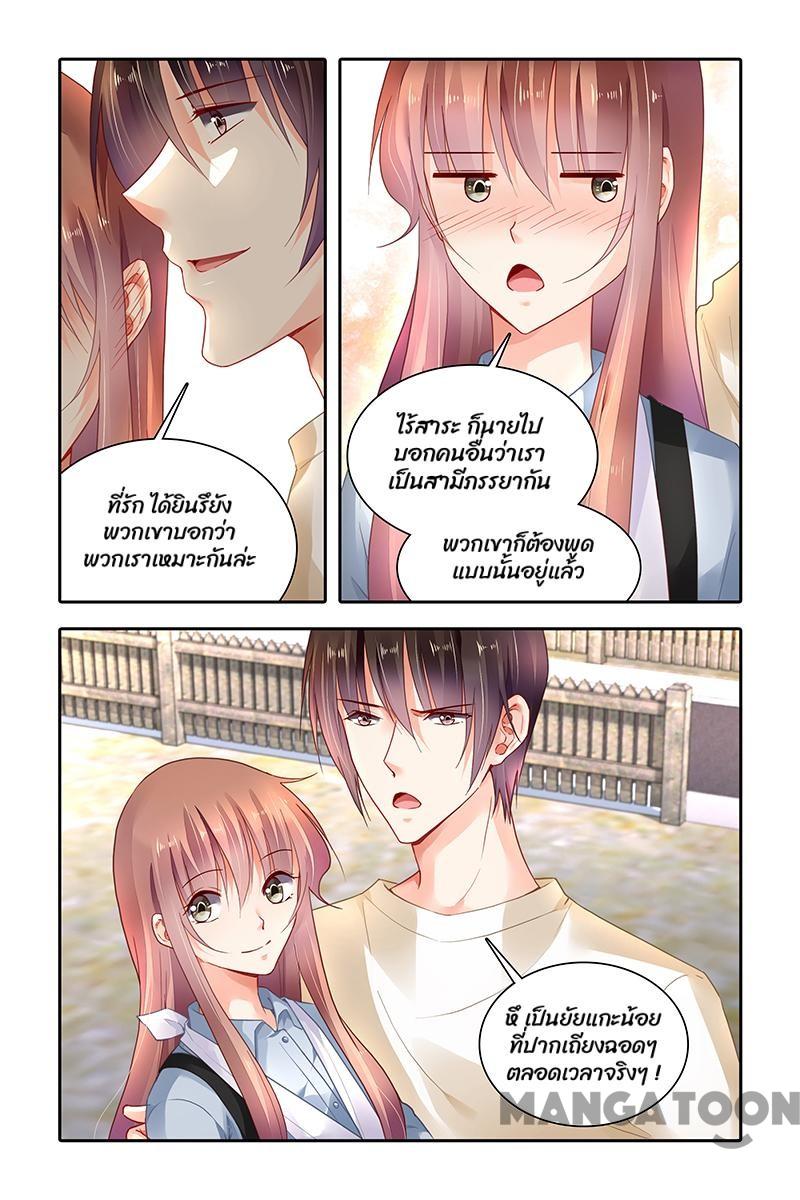 ที่รัก ได้ยินรึยัง
พวกเขาบอกว่า
พวกเราเหมาะกันล่ะ
ไร้สาระ ก็นายไป
บอกคนอื่นว่าเรา
เป็นสามีภรรยากัน
พวกเขาก็ต้องพูด
แบบนั้นอยู่แล้ว
หึ เป็นยัยแกะน้อย
ที่ปากเถียงฉอดๆ
ตลอดเวลาจริงๆ !
MANGATOON